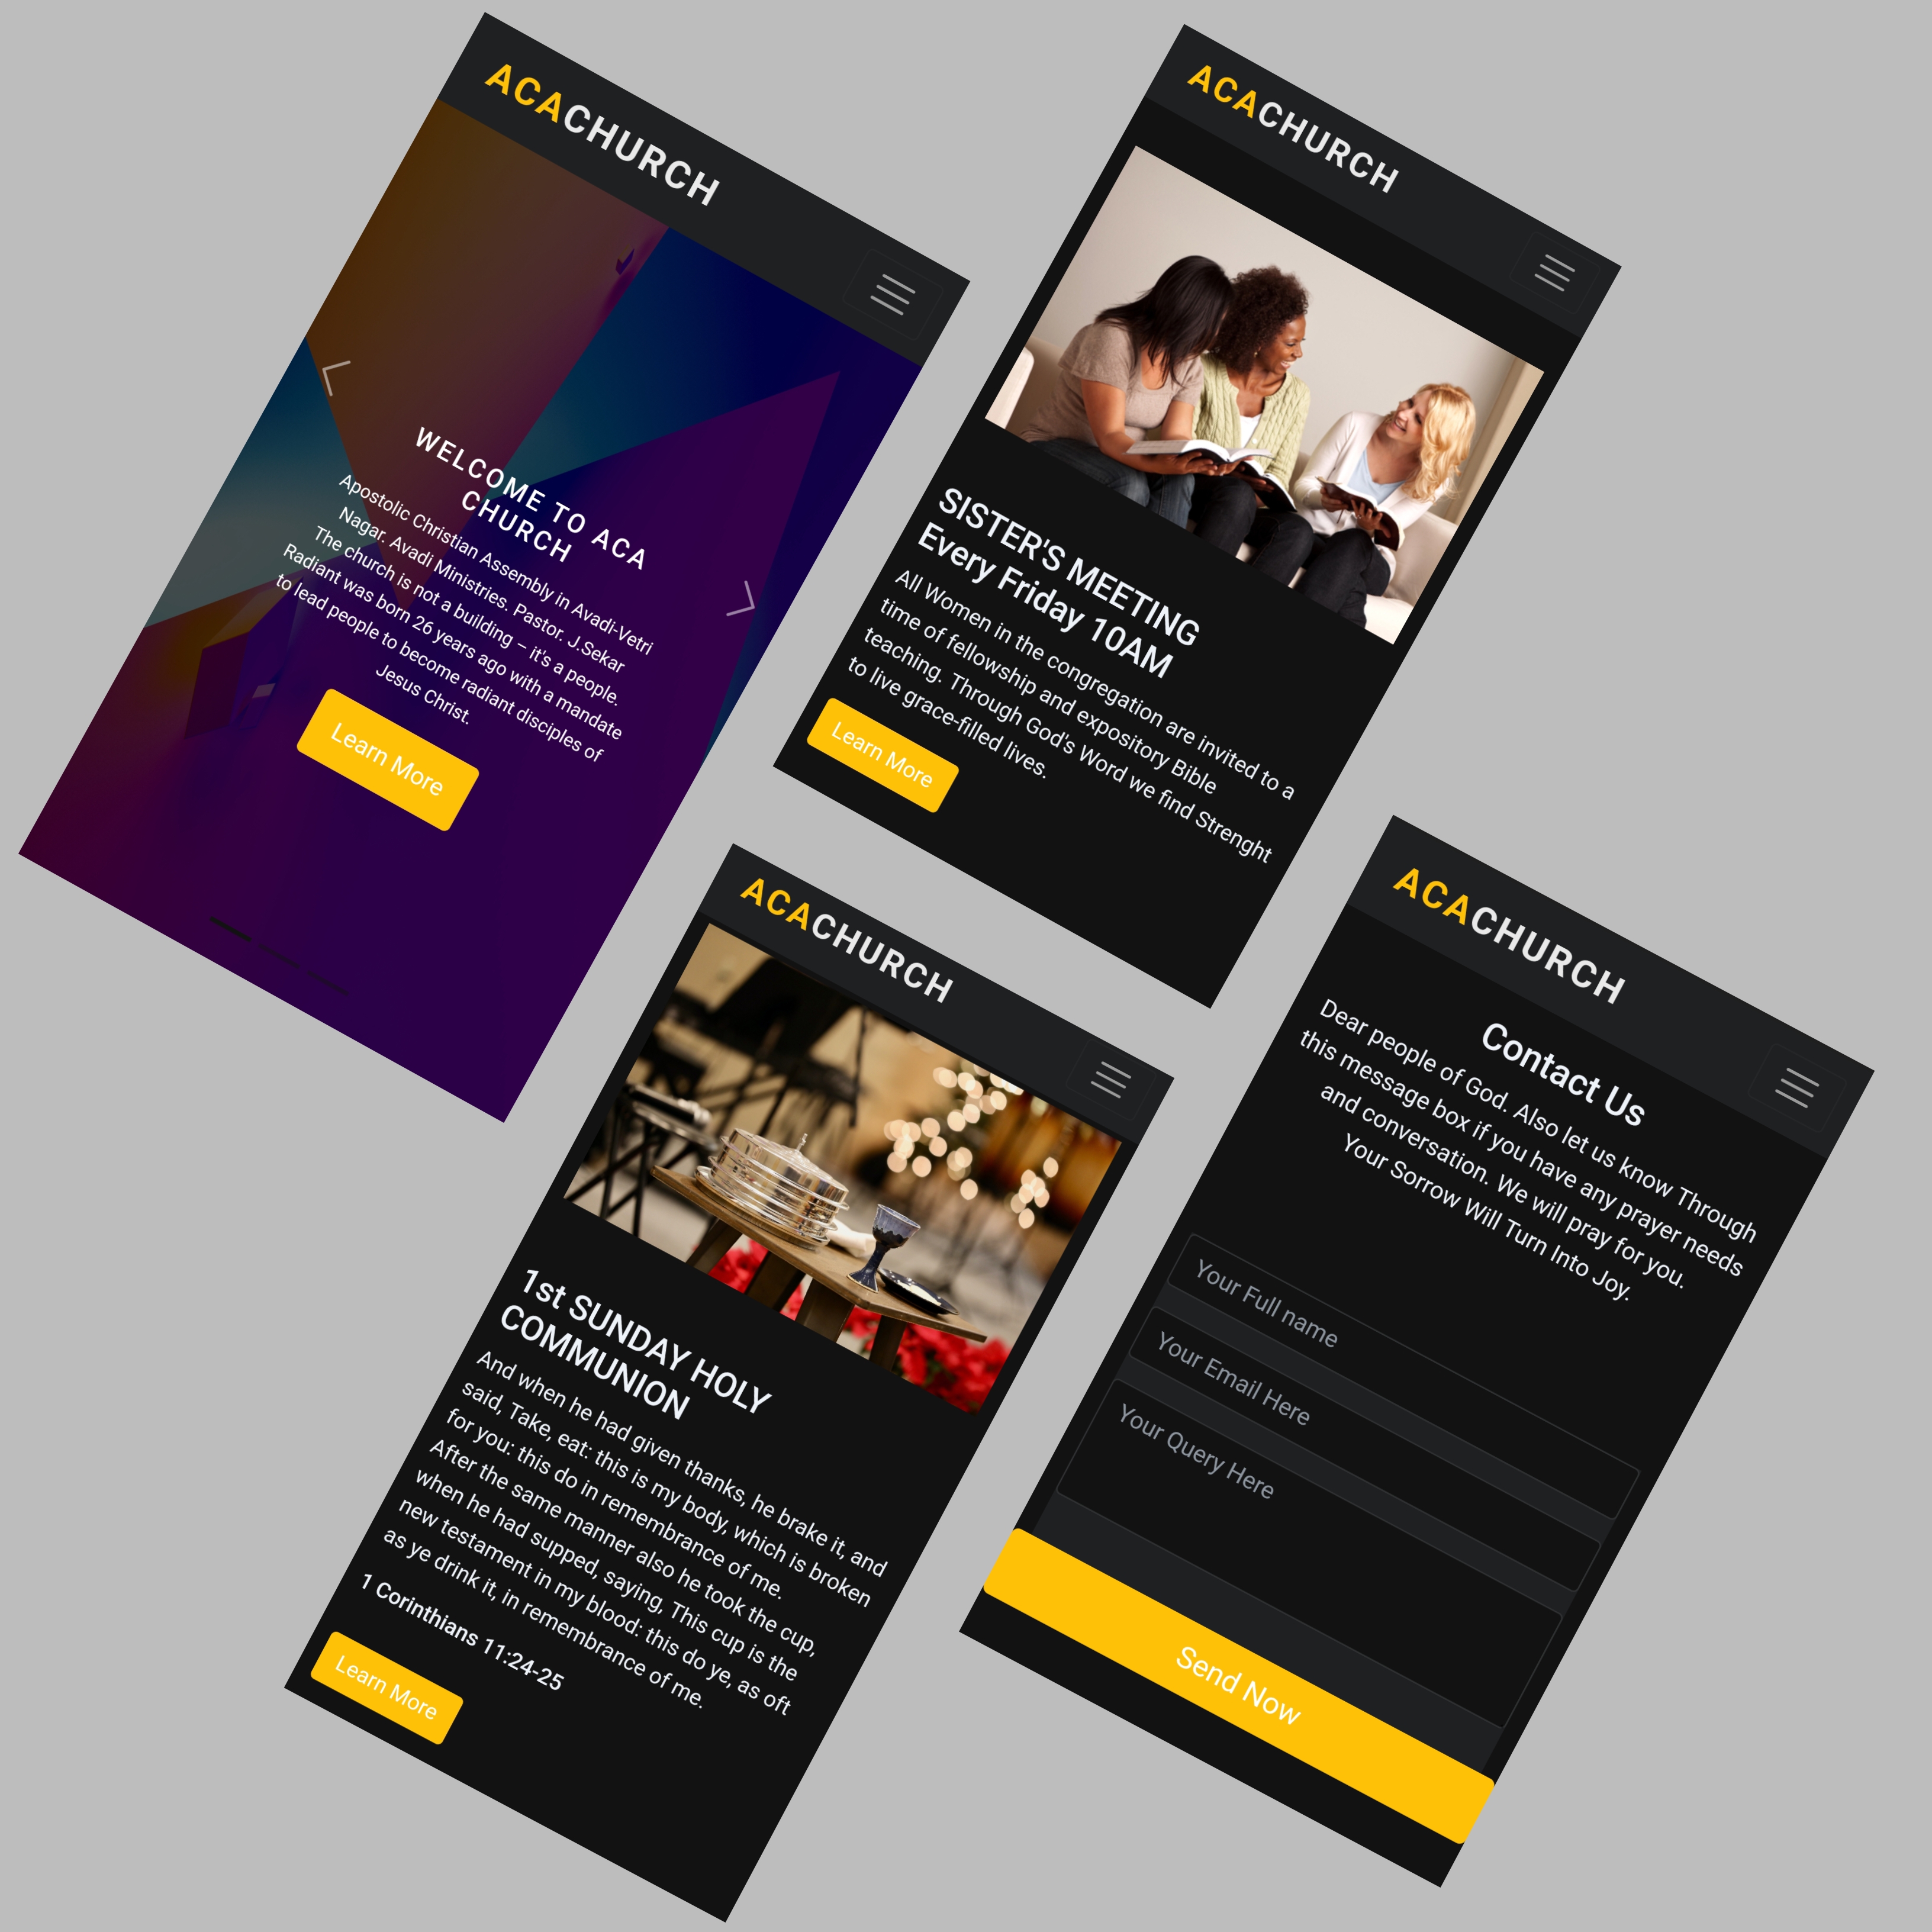 ACACHURCH
WELCOME TO ACA
CHURCH
Apostolic Christian Assembly in Avadi-Vetri
Nagar. Avadi Ministries. Pastor. J.Sekar
The church is not a building – it's a people.
Radiant was born 26 years ago with a mandate
to lead people to become radiant disciples of
Jesus Christ.
Learn More
ACACHURCH
SISTER'S MEETING
Every Friday 10AM
All Women in the congregation are invited to a
time of fellowship and expository Bible
teaching. Through God's Word we find Strenght
to live grace-filled lives.
Learn More
ACACHURCH
1st SUNDAY HOLY
COMMUNION
And when he had given thanks, he brake it, and
said, Take, eat: this is my body, which is broken
for you: this do in remembrance of me.
After the same manner also he took the cup,
when he had supped, saying, This cup is the
new testament in my blood: this do ye, as oft
as ye drink it, in remembrance of me.
1 Corinthians 11:24-25
Learn More
ACACHURCH
Contact Us
Dear people of God. Also let us know Through
this message box if you have any prayer needs
and conversation. We will pray for you.
Your Sorrow Will Turn Into Joy.
Your Full name
Your Email Here
Your Query Here
Send Now